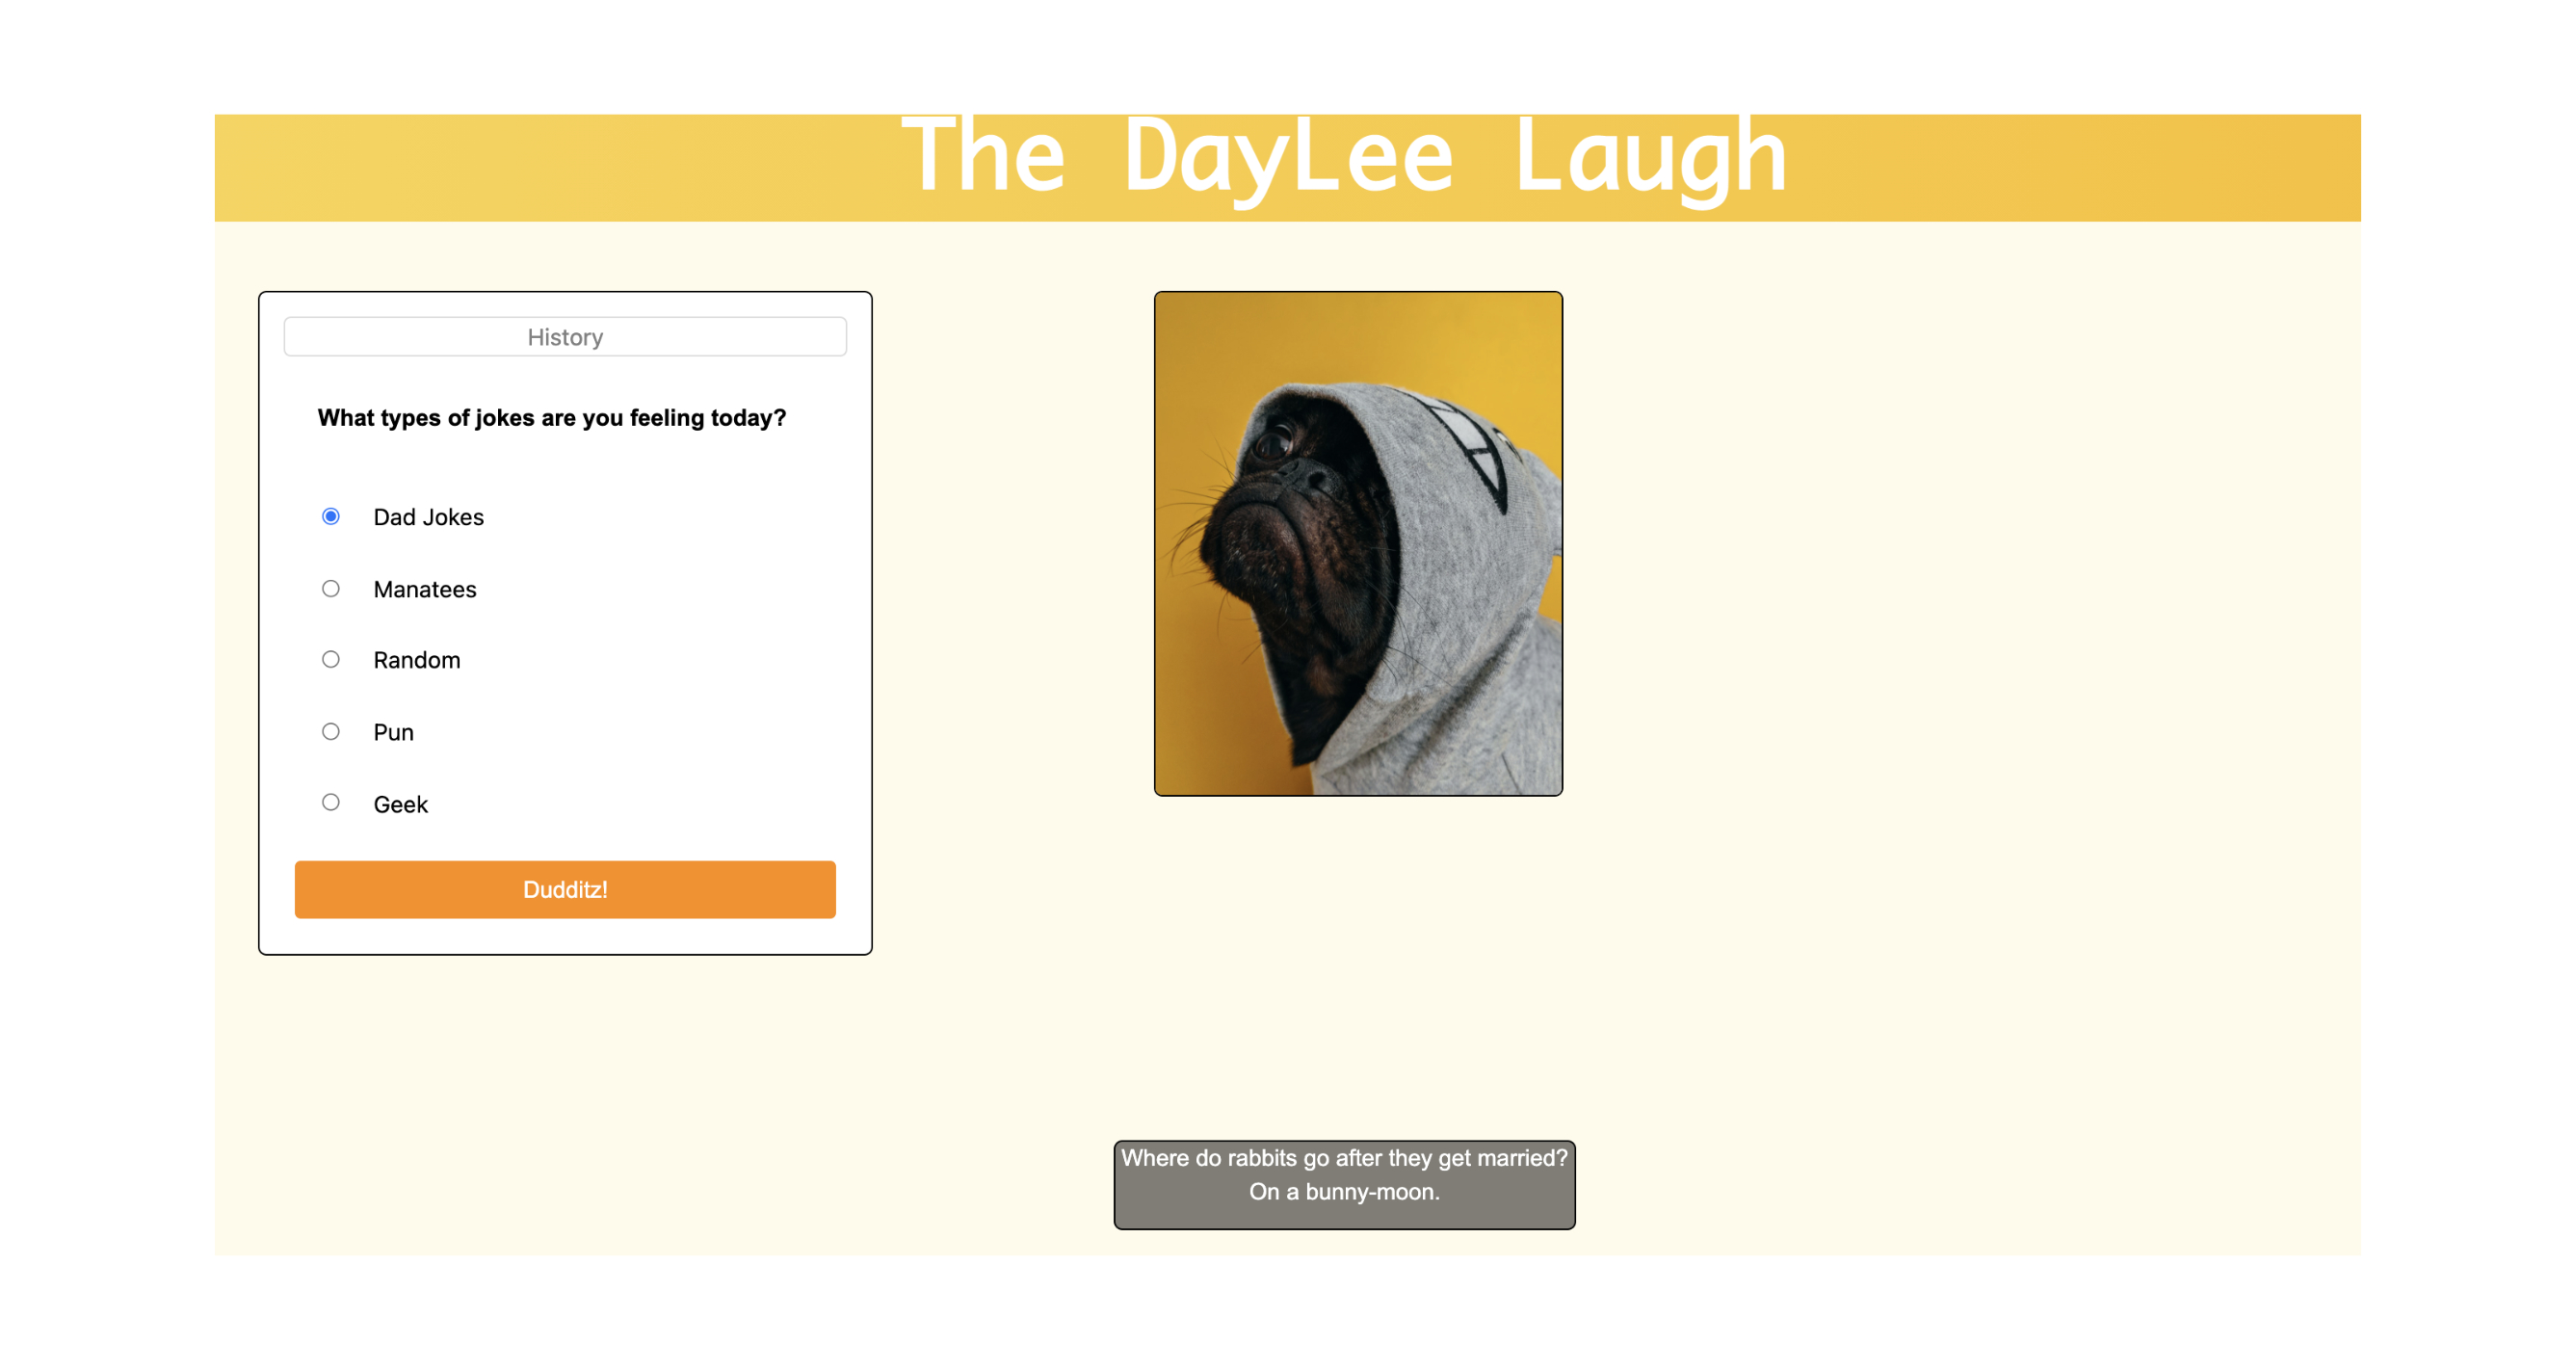 The DayLee Laugh
History
What types of jokes are you feeling today?
Dad Jokes
Manatees
Random
Pun
Geek
Dudditz!
Where do rabbits go after they get married?
On a bunny-moon.